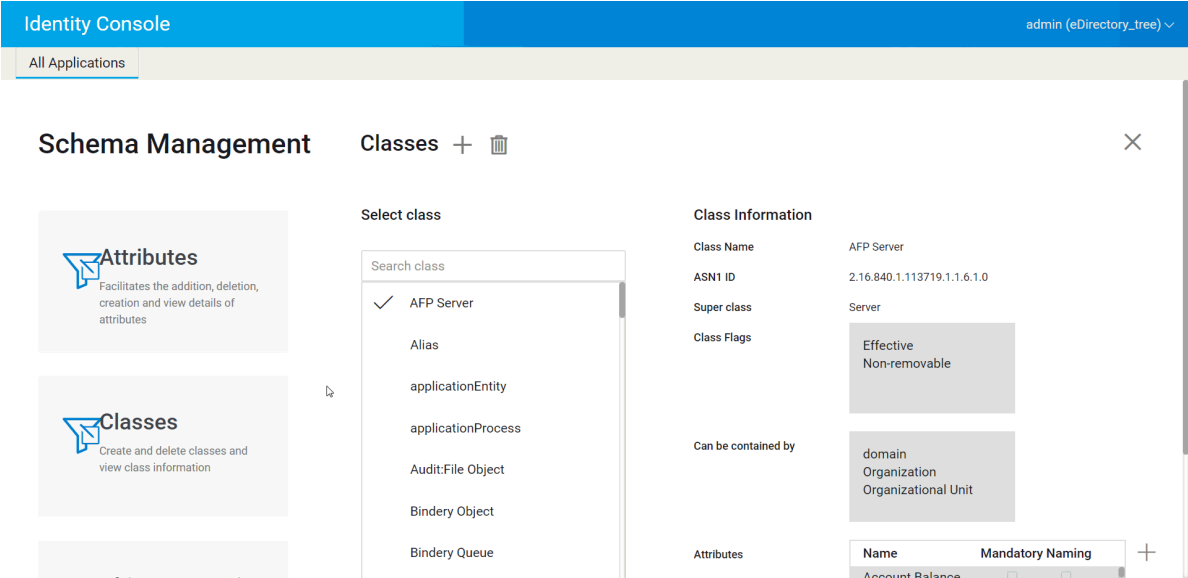 Identity Console
admin (eDirectory_tree)
All Applications
Schema Management
Classes
Attributes
Facilitates the addition, deletion,
creation and view details of
attributes
Classes
Create and delete classes and
view class information
Select class
Search class
AFP Server
Alias
applicationEntity
applicationProcess
Audit:File Object
Bindery Object
Bindery Queue
Class Information
Class Name AFP Server
ASN1 ID 2.16.840.1.113719.1.1.6.1.0
Super class Server
Class Flags
Effective
Non-removable
Can be contained by
domain
Organization
Organizational Unit
Attributes
Name Mandatory Naming
Account Balance